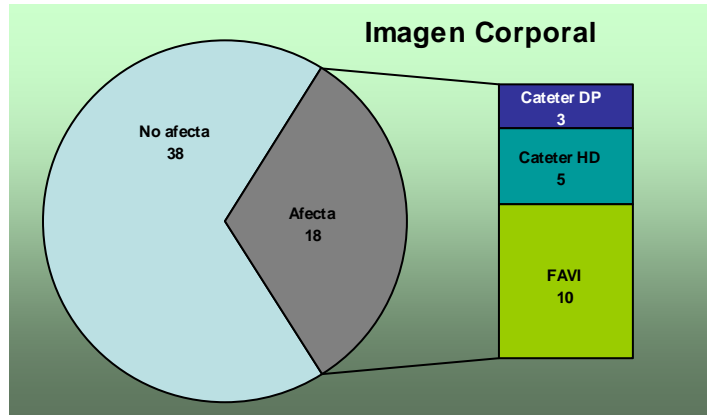 Imagen Corporal
No afecta
38
Afecta
18
Cateter DP
3
Cateter HD
5
FAVI
10